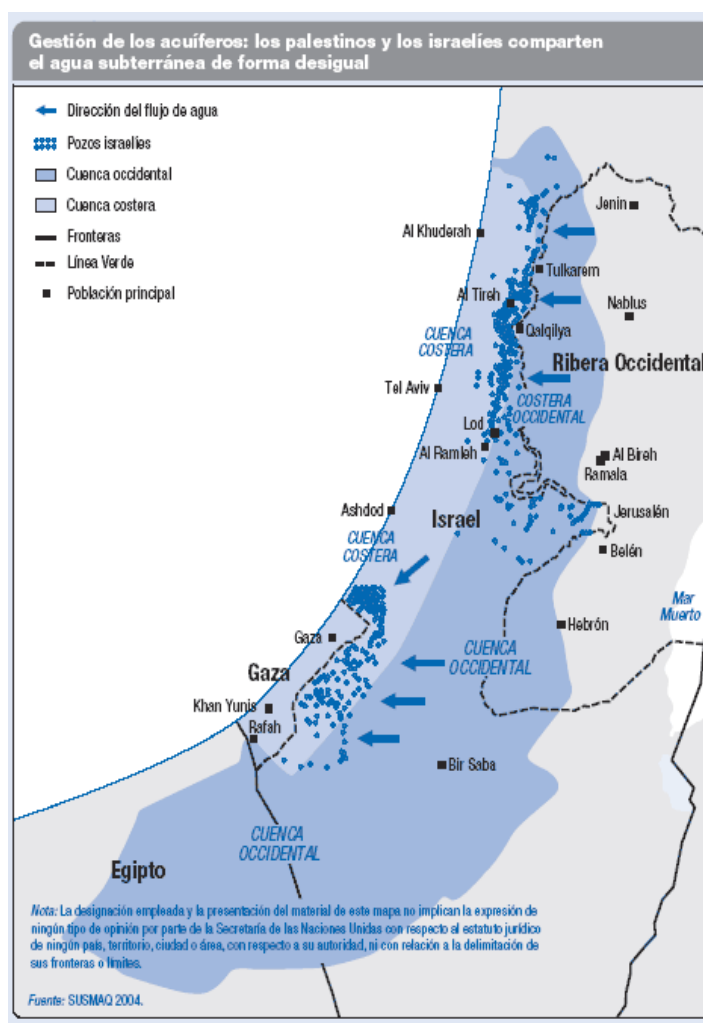 Gestión de los acuíferos: los palestinos y los israelíes comparten
el agua subterránea de forma desigual
Dirección del flujo de agua
Pozos israelíes
Cuenca occidental
Cuenca costera
Fronteras
Línea Verde
Población principal
Jenin
Al Khuderah
Tulkarem
Al Tireh
Nablus
Qalqilya
CUENCA
COSTERA
Ribera Occidental
Tel Aviv
COSTERA
OCCIDENTAL
Lod
Al Ramleh
Al Bireh
Ramala
Ashdod
Israel
Jerusalén
CUENCA
COSTERA
Belén
Mar
Muerto
Hebrón
Gaza
CUENCA
OCCIDENTAL
Gaza
Khan Yunis
Rafah
Bir Saba
CUENCA
OCCIDENTAL
Egipto
Nota: La designación empleada y la presentación del material de este mapa no implican la expresión de
ningún tipo de opinión por parte de la Secretaría de las Naciones Unidas con respecto al estatuto jurídico
de ningún país, territorio, ciudad o área, con respecto a su autoridad, ni con relación a la delimitación de
sus fronteras o límites.
Fuente: SUSMAQ 2004.